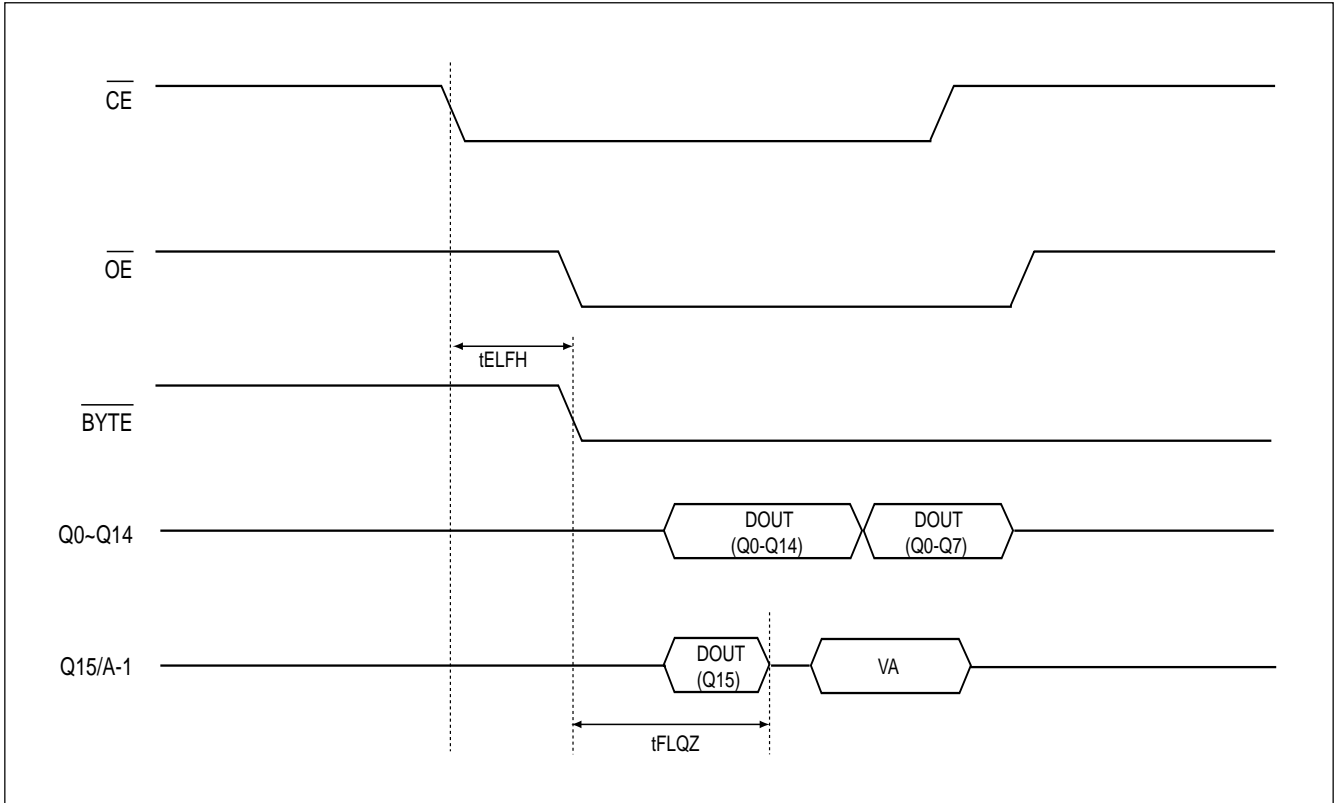 CE
OE
tELFH
BYTE
Q0~Q14
DOUT
(Q0-Q14)
DOUT
(Q0-Q7)
Q15/A-1
DOUT
(Q15)
VA
tFLQZ